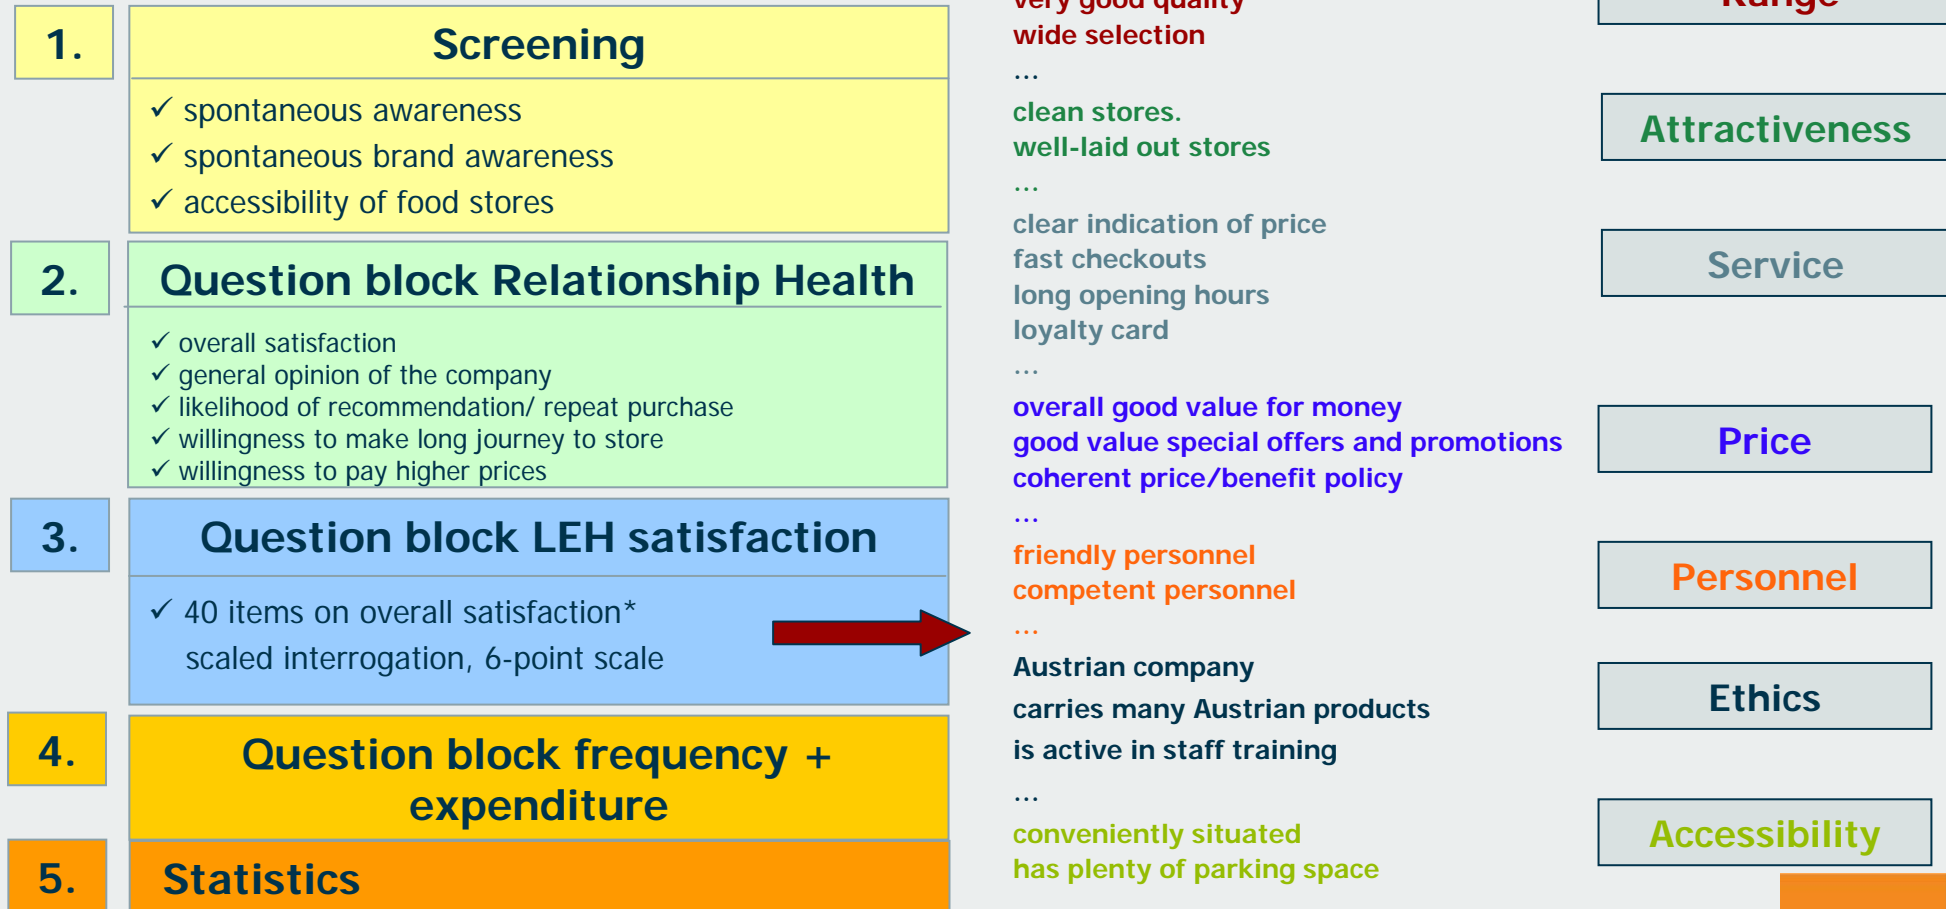 1.
Screening
✓ spontaneous awareness
✓ spontaneous brand awareness
✓ accessibility of food stores
2.
Question block Relationship Health
✓ overall satisfaction
✓ general opinion of the company
✓ likelihood of recommendation/ repeat purchase
✓ willingness to make long journey to store
✓ willingness to pay higher prices
3.
Question block LEH satisfaction
✓ 40 items on overall satisfaction*
scaled interrogation, 6-point scale
4.
Question block frequency +
expenditure
5.
Statistics
very good quality
wide selection
...
Range
clean stores.
well-laid out stores
...
Attractiveness
clear indication of price
fast checkouts
long opening hours
loyalty card
...
Service
overall good value for money
good value special offers and promotions
coherent price/benefit policy
...
Price
friendly personnel
competent personnel
...
Personnel
Austrian company
carries many Austrian products
is active in staff training
...
Ethics
conveniently situated
has plenty of parking space
Accessibility